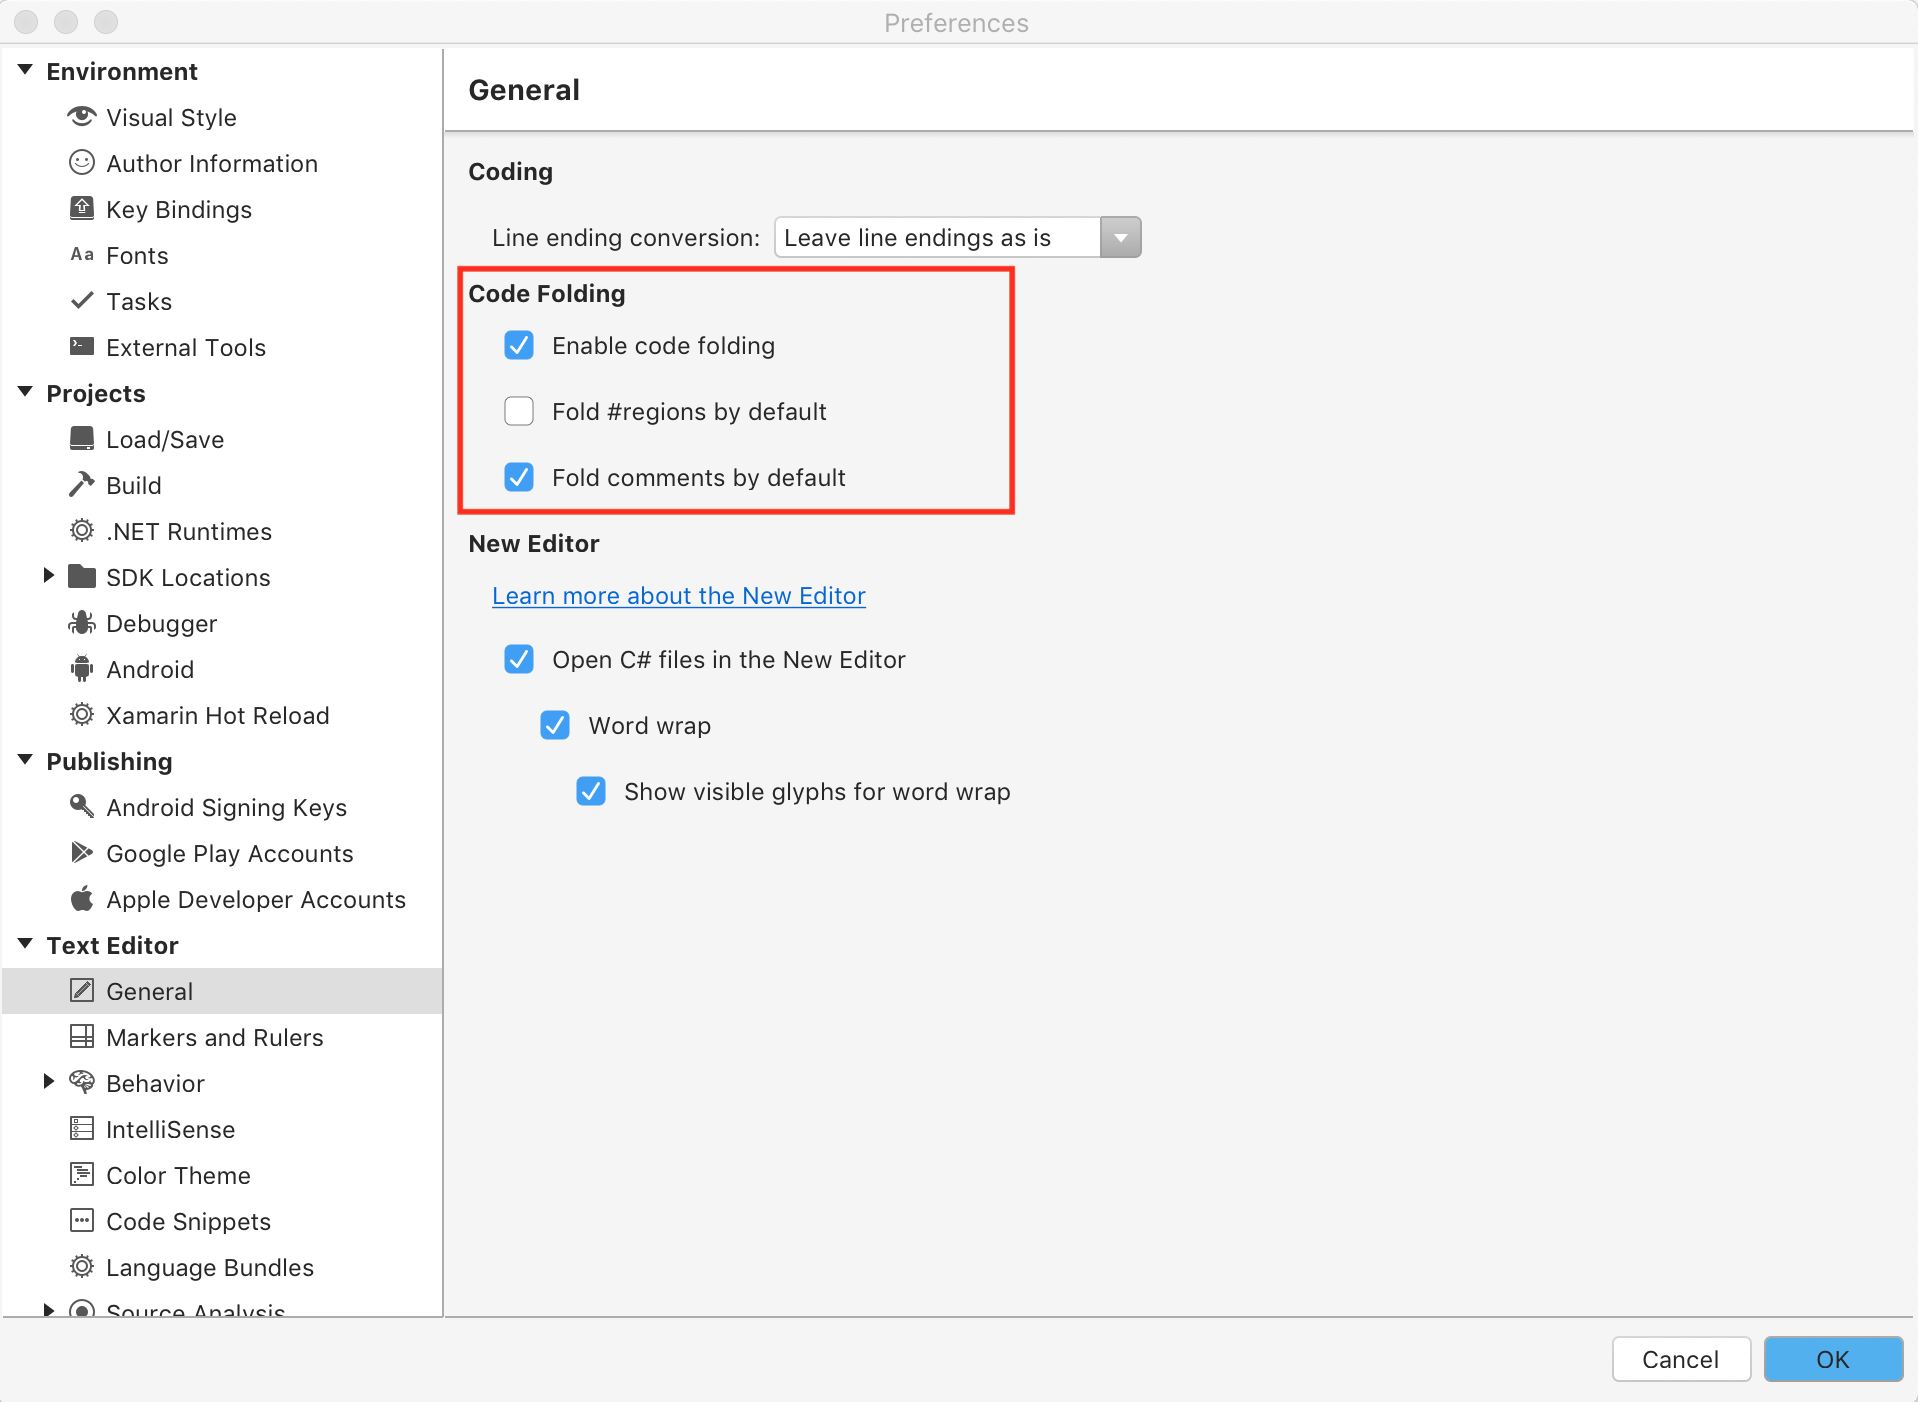 Preferences
Environment
Visual Style
Author Information
Key Bindings
Aa Fonts
Tasks
External Tools
Projects
Load/Save
Build
.NET Runtimes
SDK Locations
Debugger
Android
Xamarin Hot Reload
Publishing
Android Signing Keys
Google Play Accounts
Apple Developer Accounts
Text Editor
General
Markers and Rulers
Behavior
IntelliSense
Color Theme
Code Snippets
Language Bundles
Source Analysis
General
Coding
Line ending conversion: Leave line endings as is
Code Folding
Enable code folding
Fold #regions by default
Fold comments by default
New Editor
Learn more about the New Editor
Open C# files in the New Editor
Word wrap
Show visible glyphs for word wrap
Cancel OK